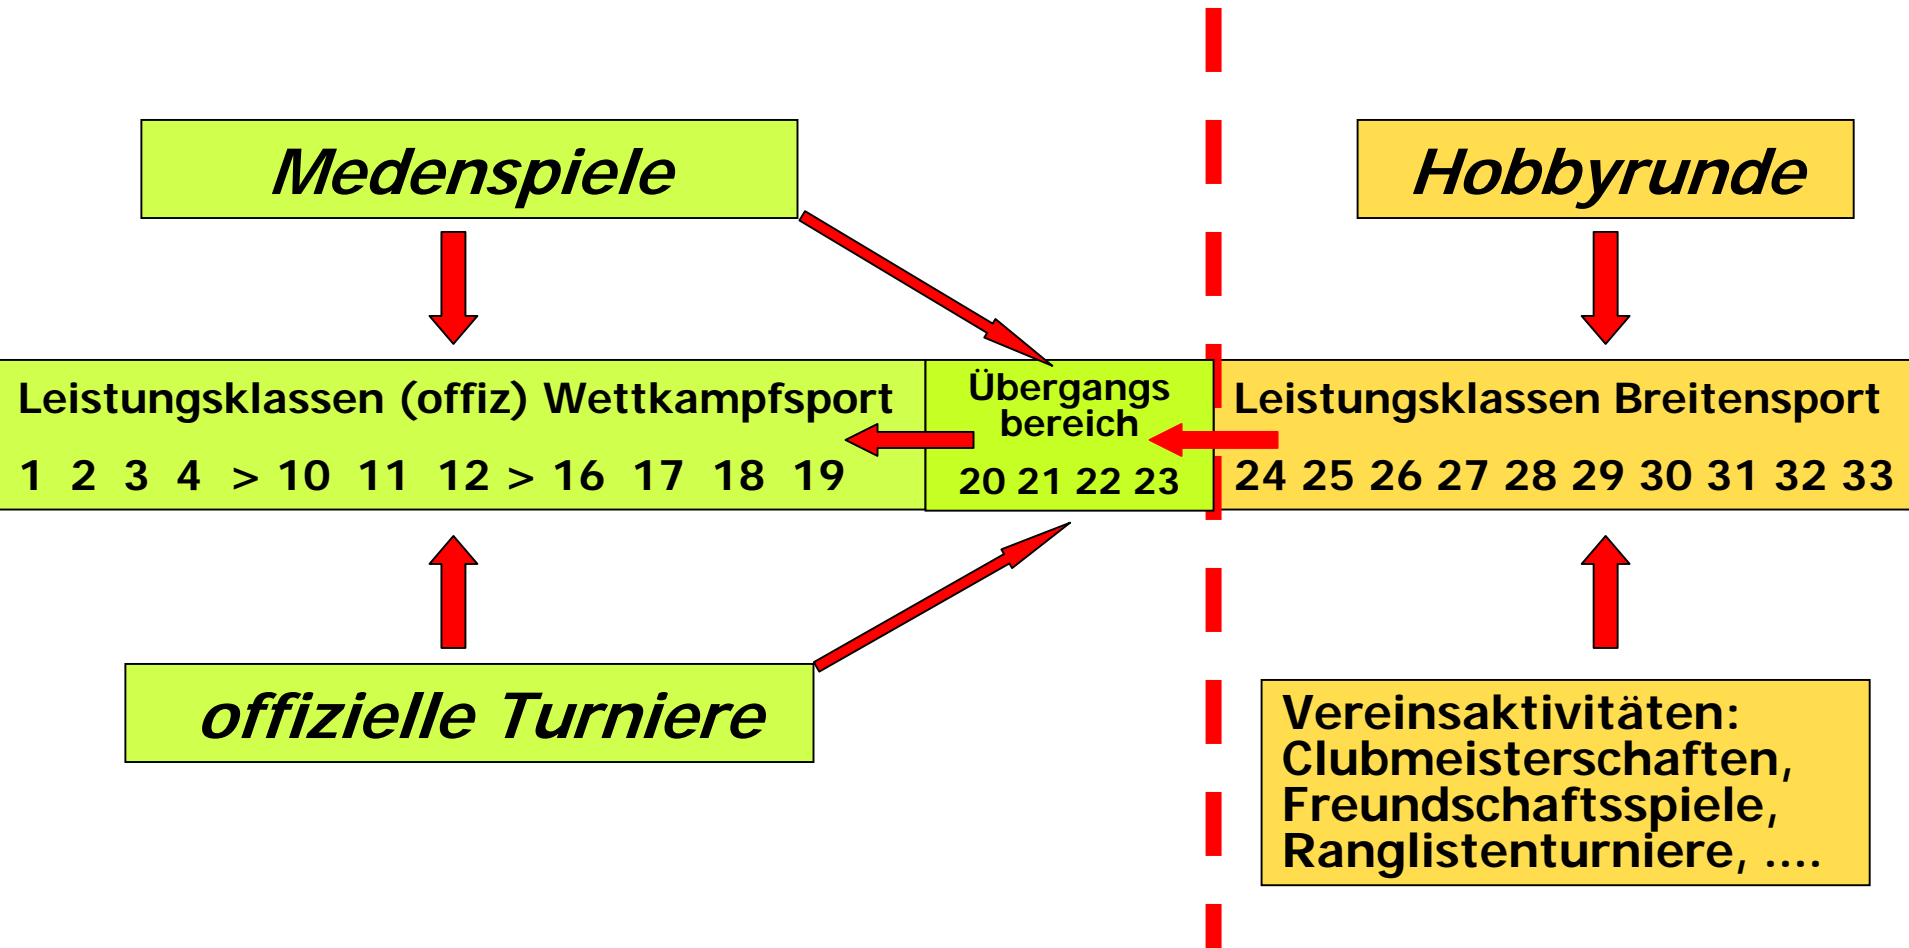 Medenspiele
Hobbyrunde
Leistungsklassen (offiz) Wettkampfsport
1 2 3 4 > 10 11 12 > 16 17 18 19
Übergangs
bereich
20 21 22 23
Leistungsklassen Breitensport
24 25 26 27 28 29 30 31 32 33
offizielle Turniere
Vereinsaktivitäten:
Clubmeisterschaften,
Freundschaftsspiele,
Ranglistenturniere, ....